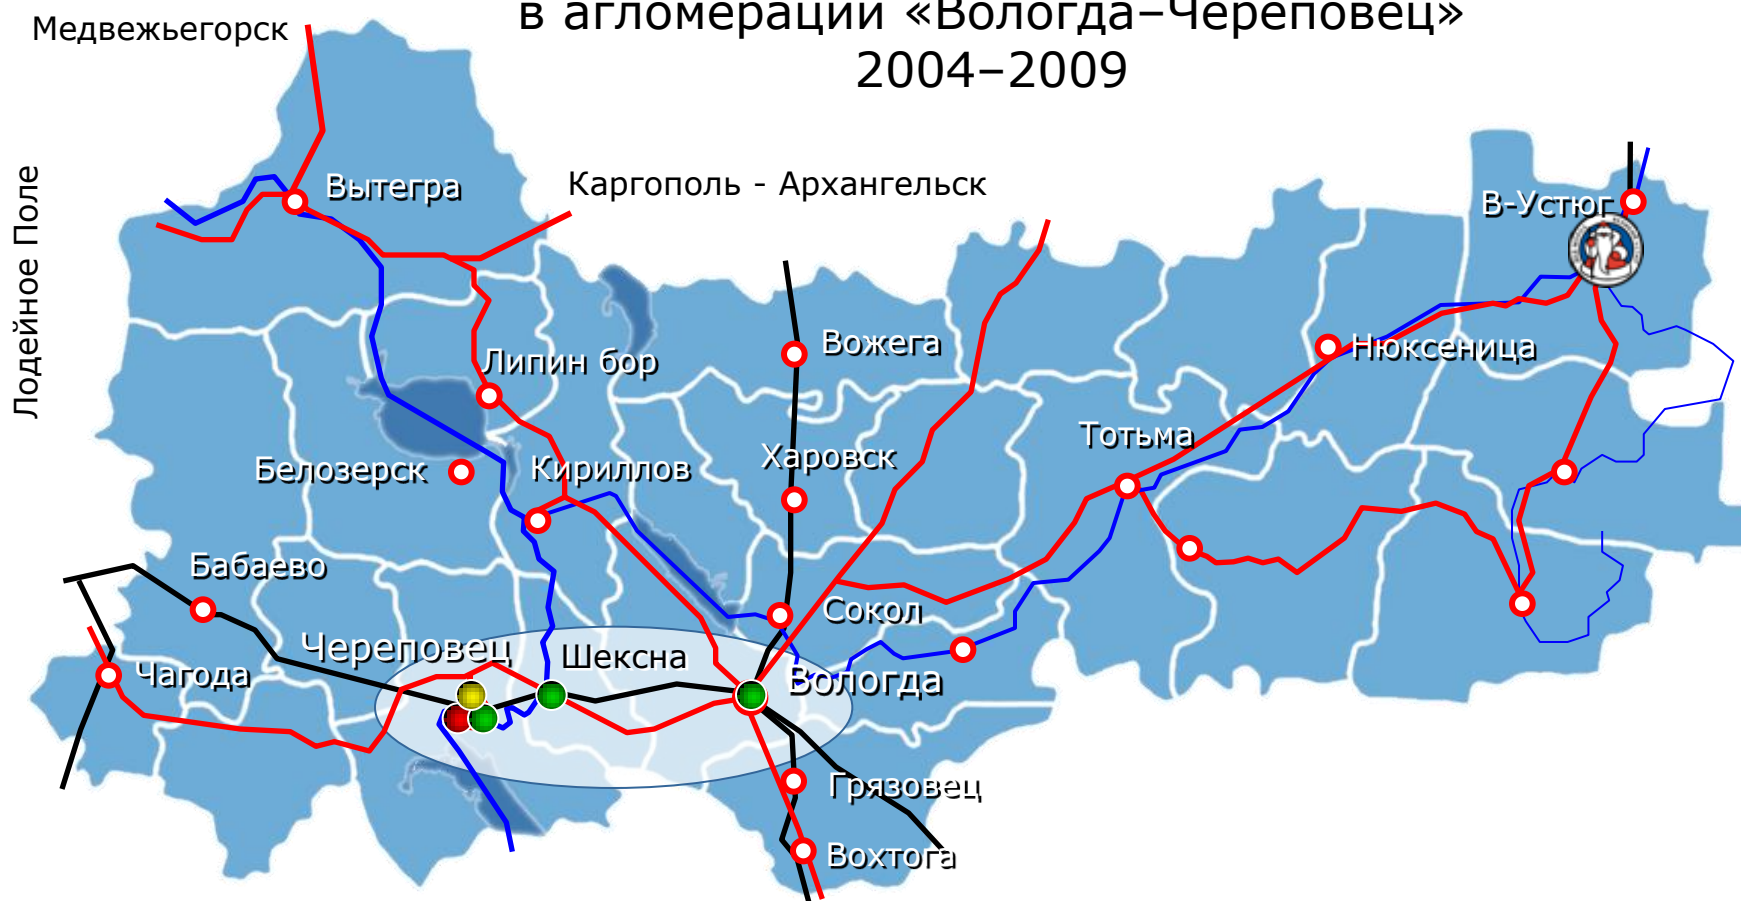 в агломерации «Вологда–Череповец»
2004–2009
Медвежьегорск
Лодейное Поле
Вытегра
Каргополь - Архангельск
В-Устюг
Липин бор
Вожега
Нюксеница
Тотьма
Белозерск
Кириллов
Харовск
Бабаево
Сокол
Череповец
Шексна
Чагода
Вологда
Грязовец
Вохтога